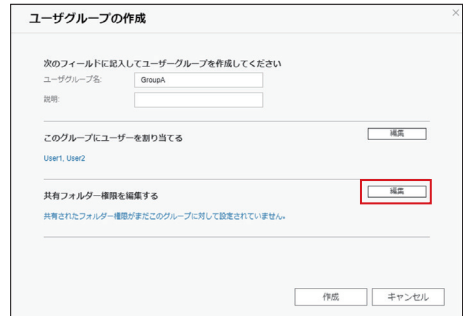 ユーザグループの作成
×
次のフィールドに記入してユーザーグループを作成してください
ユーザグループ名: GroupA
説明:
このグループにユーザーを割り当てる 編集
User1, User2
共有フォルダー権限を編集する 編集
共有されたフォルダー権限がまだこのグループに対して設定されていません。
作成 キャンセル